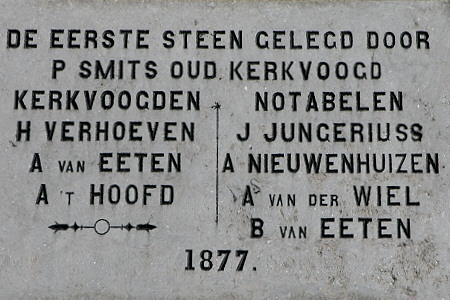 DE EERSTE STEEN GELEGD DOOR
P SMITS OUD KERKVOOGD
KERKVOOGDEN
H VERHOEVEN
A VAN EETEN
A 'T HOOFD
NOTABELEN
J JUNGERIUSS
A NIEUWENHUIZEN
A VAN DER WIEL
B VAN EETEN
1877.